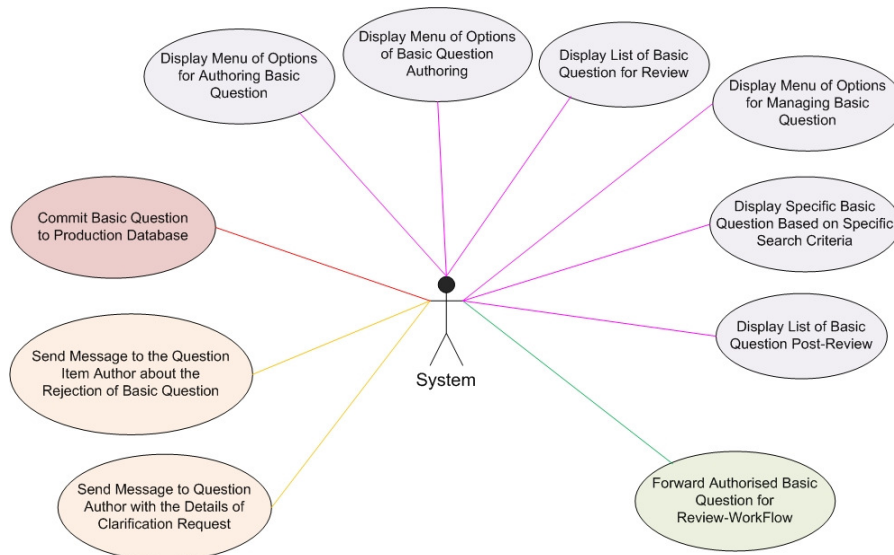 Display Menu of Options
for Authoring Basic
Question
Display Menu of Options
of Basic Question
Authoring
Display List of Basic
Question for Review
Display Menu of Options
for Managing Basic
Question
Commit Basic Question
to Production Database
Display Specific Basic
Question Based on Specific
Search Criteria
Send Message to the Question
Item Author about the
Rejection of Basic Question
Display List of Basic
Question Post-Review
System
Send Message to Question
Author with the Details of
Clarification Request
Forward Authorised Basic
Question for
Review-WorkFlow